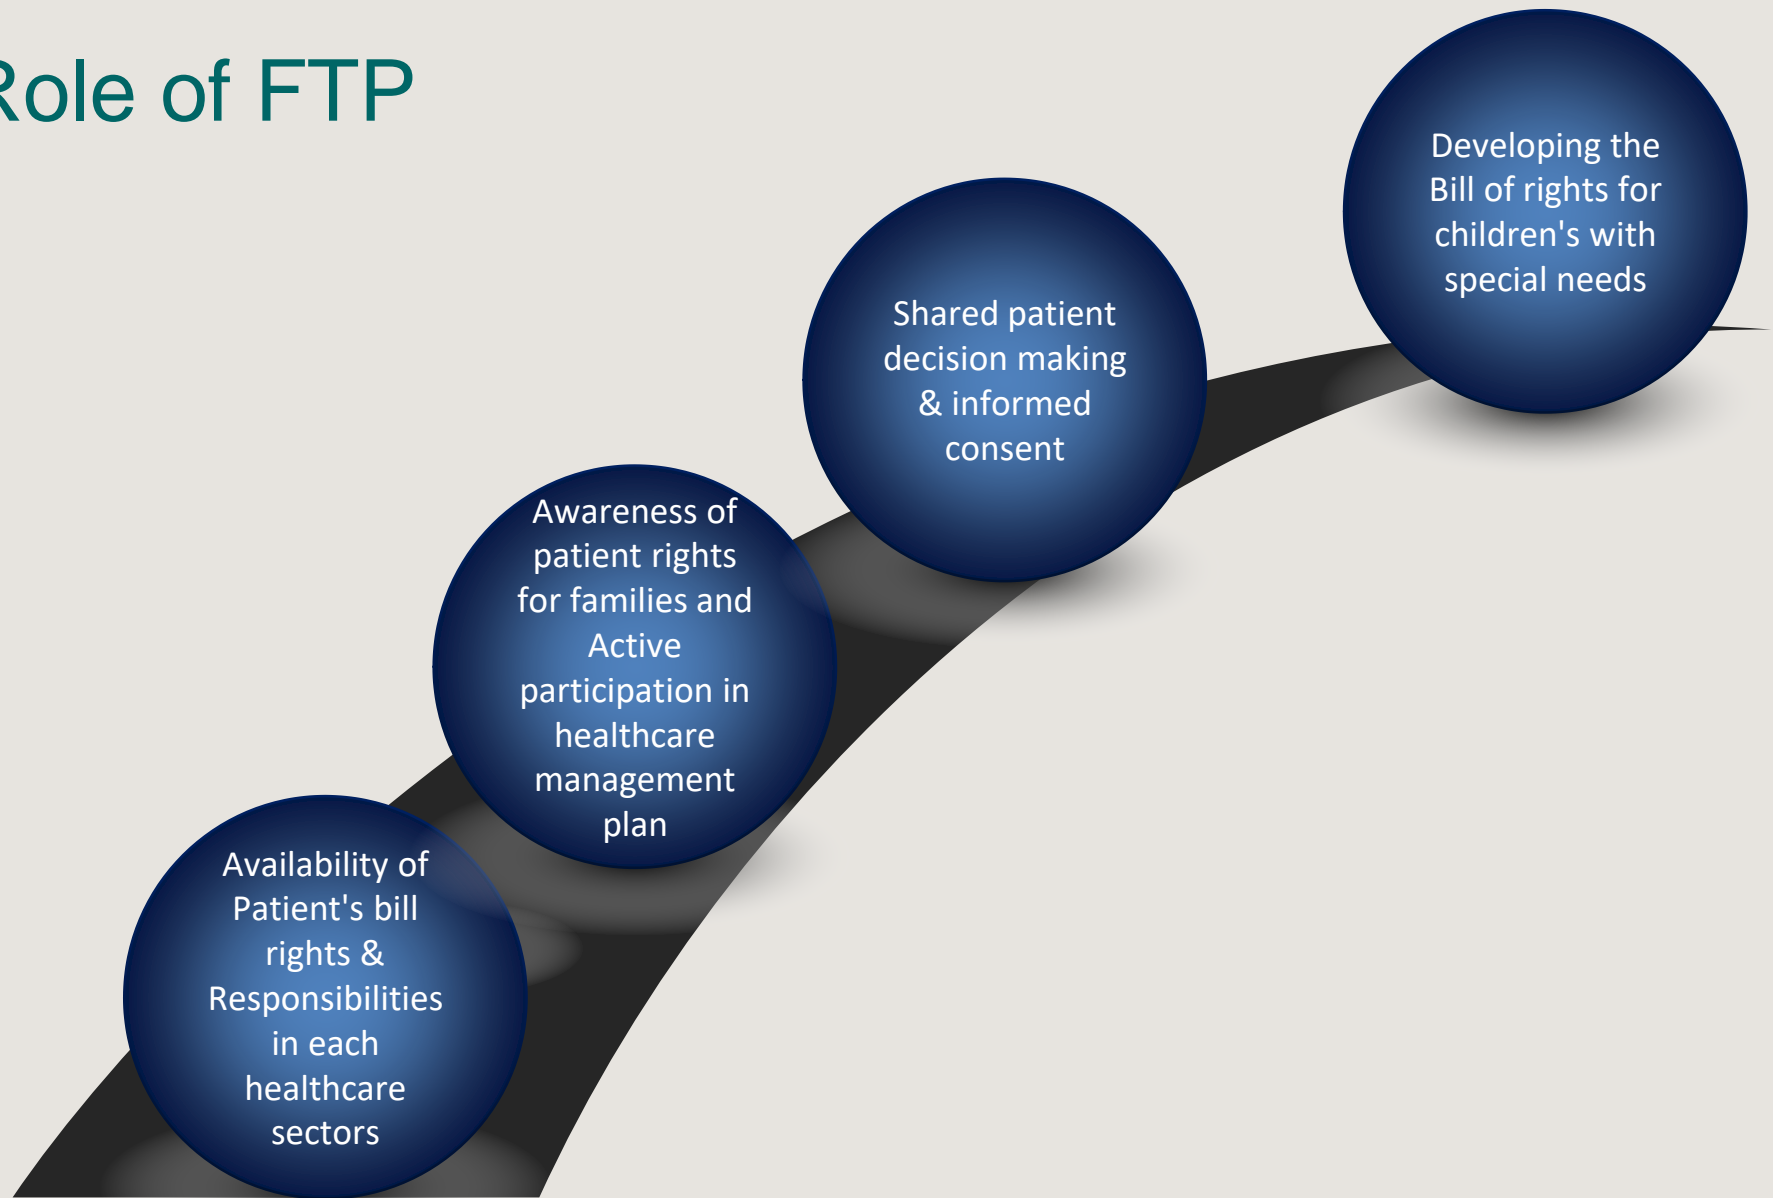 Role of FTP
Developing the
Bill of rights for
children's with
special needs
Shared patient
decision making
& informed
consent
Awareness of
patient rights
for families and
Active
participation in
healthcare
management
plan
Availability of
Patient's bill
rights &
Responsibilities
in each
healthcare
sectors